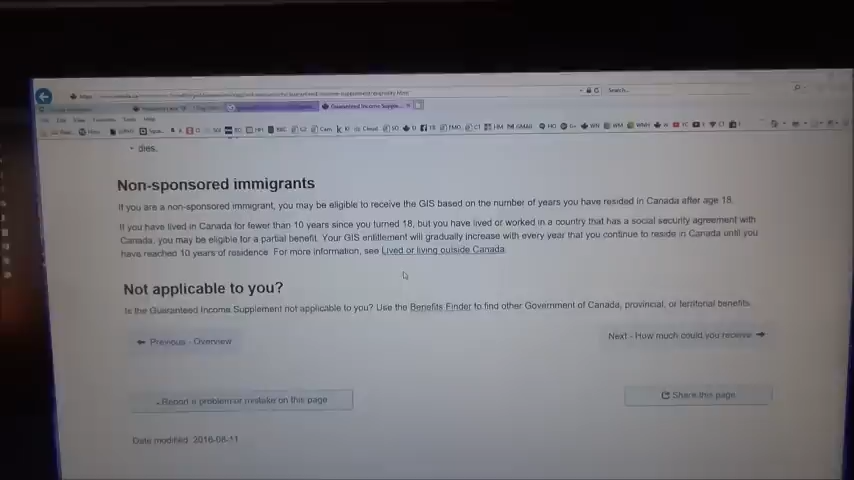 Search...
Guaranteed Income Supple...
Tools Help
dies.
Non-sponsored immigrants
If you are a non-sponsored immigrant, you may be eligible to receive the GIS based on the number of years you have resided in Canada after age 18.
If you have lived in Canada for fewer than 10 years since you turned 18, but you have lived or worked in a country that has a social security agreement with
Canada, you may be eligible for a partial benefit. Your GIS entitlement will gradually increase with every year that you continue to reside in Canada until you
have reached 10 years of residence. For more information, see Lived or living outside Canada.
Not applicable to you?
Is the Guaranteed Income Supplement not applicable to you? Use the Benefits Finder to find other Government of Canada, provincial, or territorial benefits.
Previous - Overview
Next - How much could you receive
Report a problem or mistake on this page
Share this page
Date modified: 2016-08-11